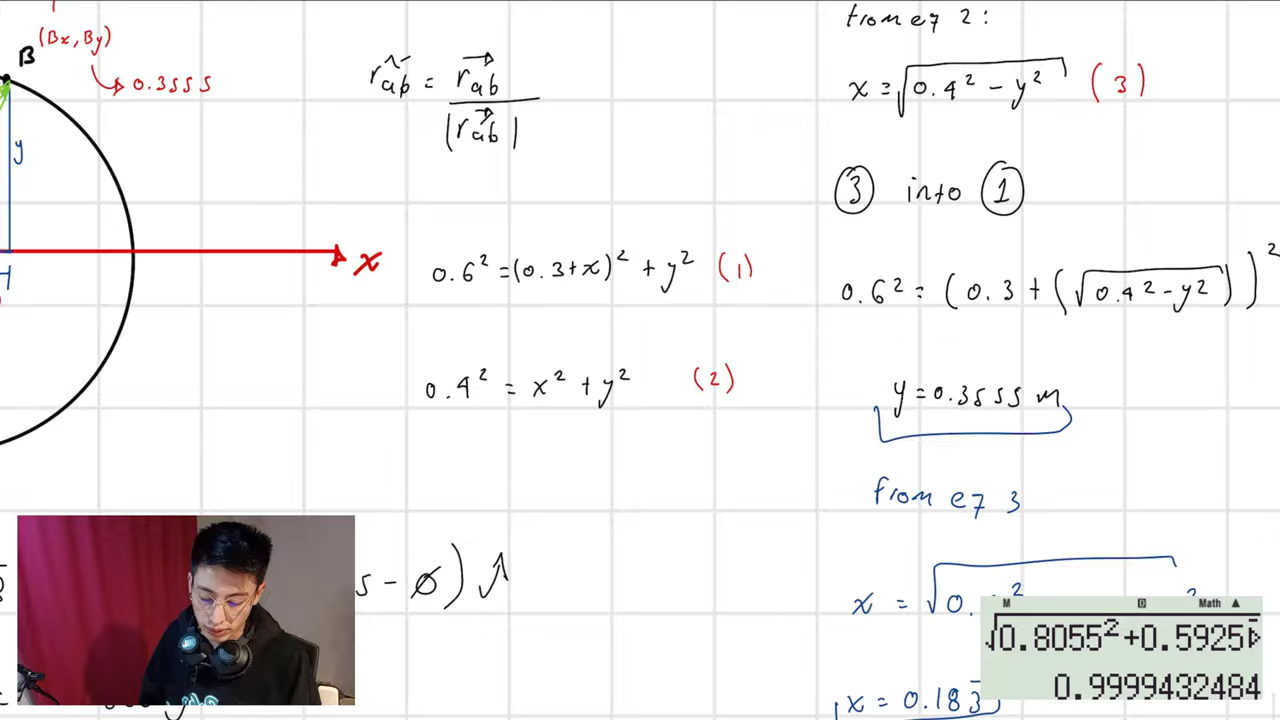 B
(Bx, By)
0.3555
y
x
r̂ab = r⃗ab / |r⃗ab|
0.6² = (0.3+x)² + y² (1)
0.4² = x² + y² (2)
From eq 2:
x = √0.4² − y² (3)
③ into ①
0.6² = (0.3 + (√0.4² − y²))²
y = 0.3555 m
From eq 3
x = √0.
x = 0.183̅
s − ∅) ĵ
M D Math ▲
√0.8055²+0.5925
0.9999432484